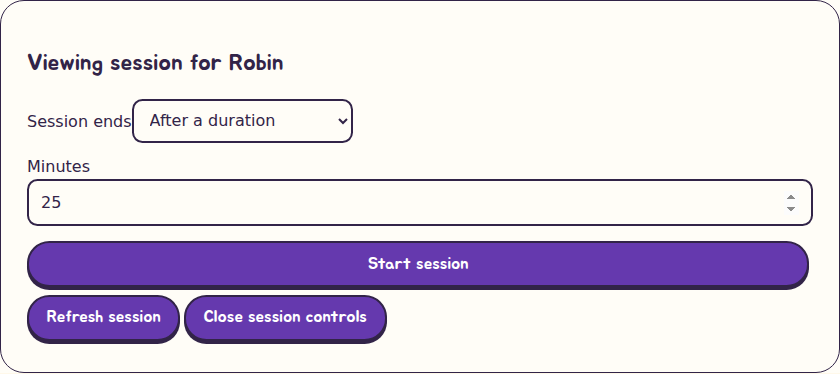 Viewing session for Robin
Session ends After a duration
Minutes
25
Start session
Refresh session Close session controls